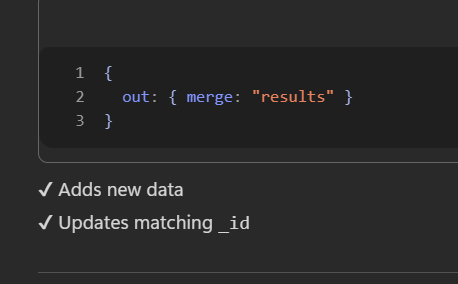 1 {
2   out: { merge: "results" }
3 }
✓ Adds new data
✓ Updates matching _id